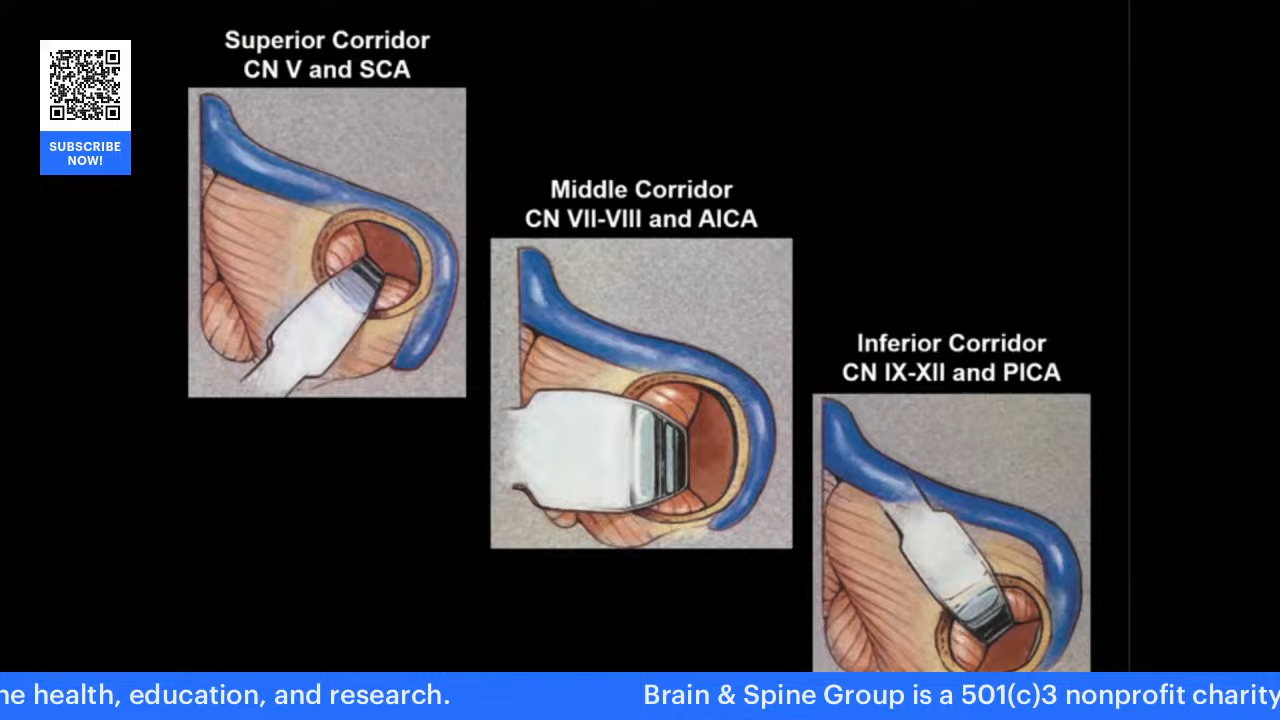 Superior Corridor
CN V and SCA
SUBSCRIBE
NOW!
Middle Corridor
CN VII-VIII and AICA
Inferior Corridor
CN IX-XII and PICA
ne health, education, and research.
Brain & Spine Group is a 501(c)3 nonprofit charity